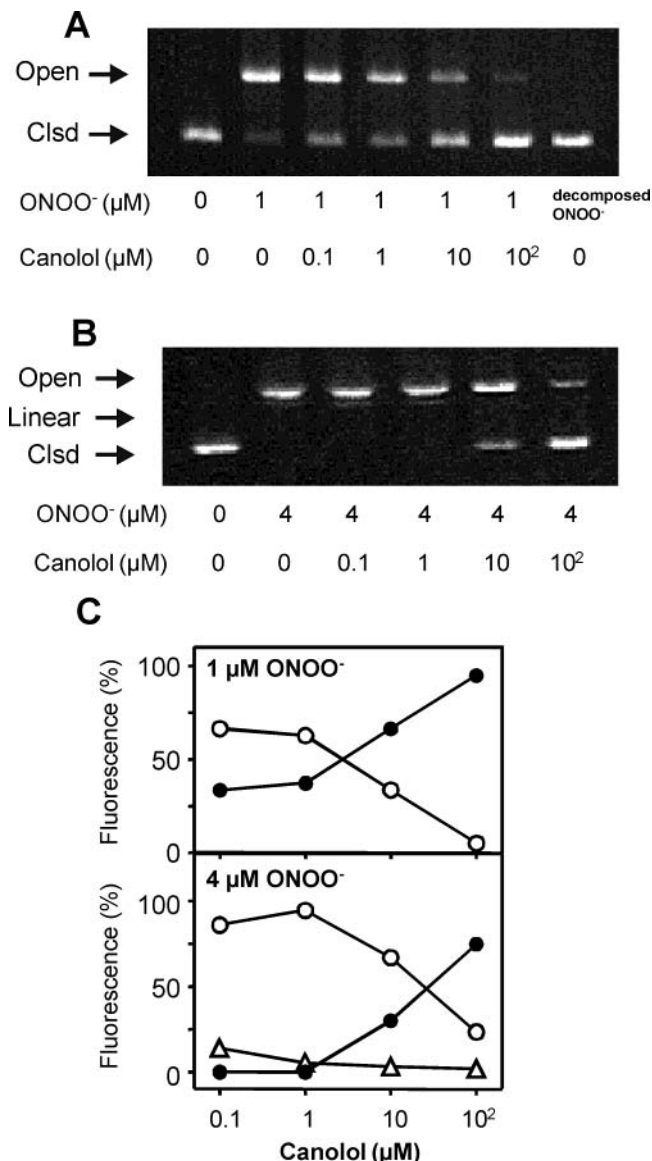 A
Open →
Clsd →
ONOO⁻ (µM) 0 1 1 1 1 1 decomposed ONOO⁻
Canolol (µM) 0 0 0.1 1 10 10² 0
B
Open →
Linear →
Clsd →
ONOO⁻ (µM) 0 4 4 4 4 4
Canolol (µM) 0 0 0.1 1 10 10²
C
1 µM ONOO⁻
Fluorescence (%)
100
50
0
4 µM ONOO⁻
Fluorescence (%)
100
50
0
0.1 1 10 10²
Canolol (µM)